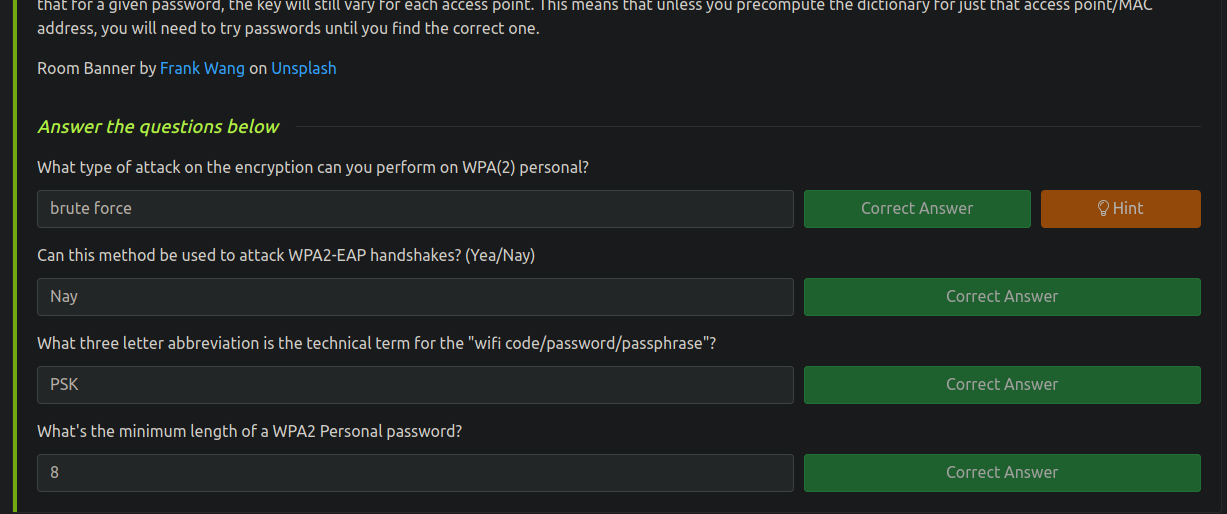 that for a given password, the key will still vary for each access point. This means that unless you precompute the dictionary for just that access point/MAC
address, you will need to try passwords until you find the correct one.
Room Banner by Frank Wang on Unsplash
Answer the questions below
What type of attack on the encryption can you perform on WPA(2) personal?
brute force
Correct Answer
Hint
Can this method be used to attack WPA2-EAP handshakes? (Yea/Nay)
Nay
Correct Answer
What three letter abbreviation is the technical term for the "wifi code/password/passphrase"?
PSK
Correct Answer
What's the minimum length of a WPA2 Personal password?
8
Correct Answer